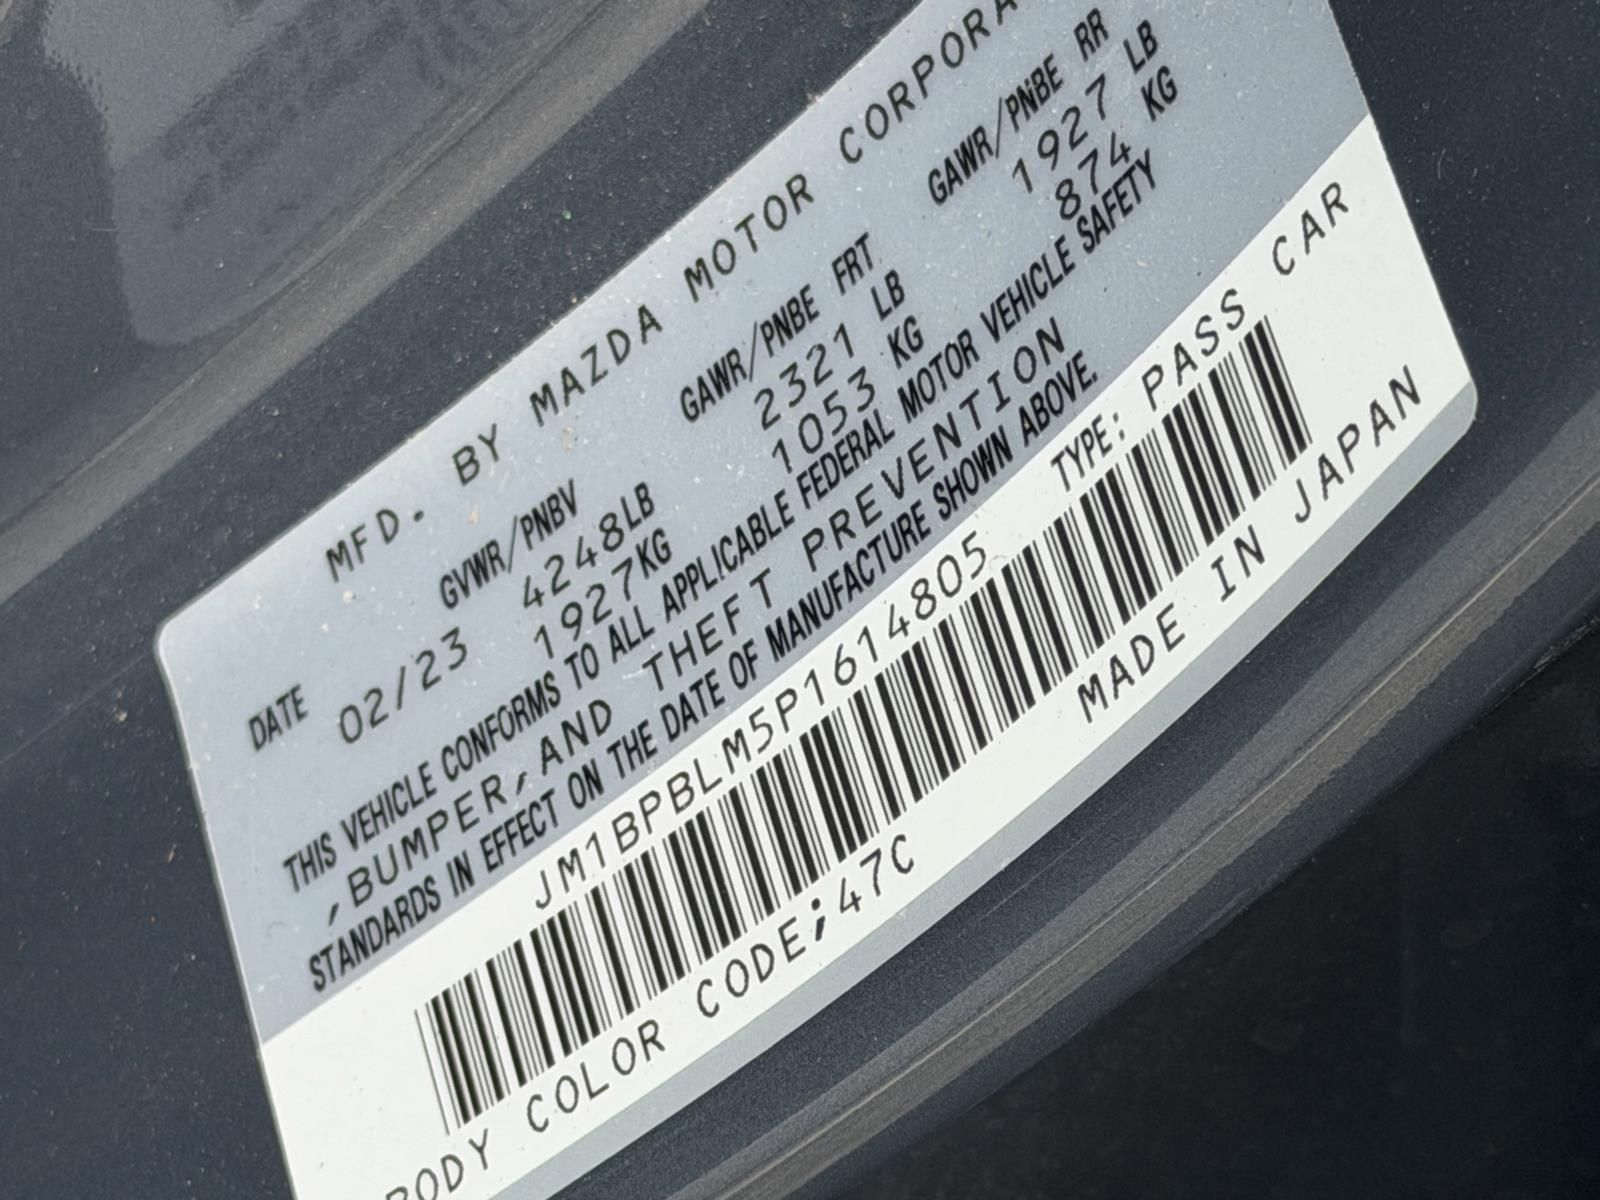 MFD. BY MAZDA MOTOR CORPORA
DATE GVWR/PNBV GAWR/PNBE FRT GAWR/PNBE RR
02/23 4248LB 2321 LB 1927 LB
1927KG 1053 KG 874 KG
THIS VEHICLE CONFORMS TO ALL APPLICABLE FEDERAL MOTOR VEHICLE SAFETY
,BUMPER,AND THEFT PREVENTION
STANDARDS IN EFFECT ON THE DATE OF MANUFACTURE SHOWN ABOVE.
JM1BPBLM5P1614805 TYPE: PASS CAR
BODY COLOR CODE;47C MADE IN JAPAN